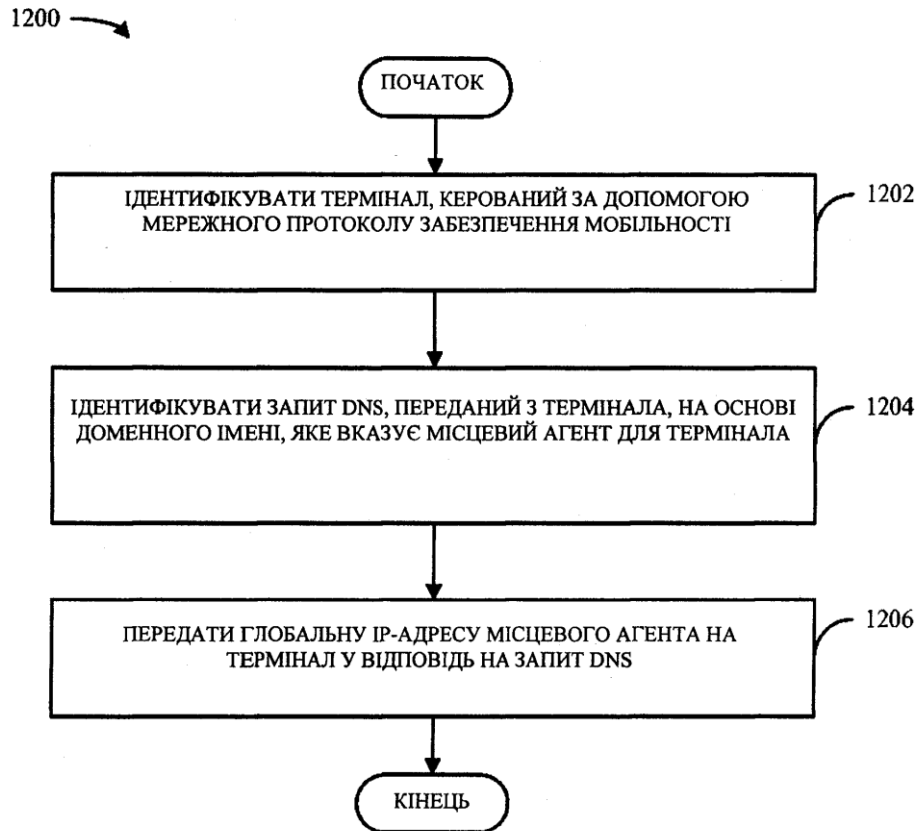 1200
ПОЧАТОК
ІДЕНТИФІКУВАТИ ТЕРМІНАЛ, КЕРОВАНИЙ ЗА ДОПОМОГОЮ
МЕРЕЖНОГО ПРОТОКОЛУ ЗАБЕЗПЕЧЕННЯ МОБІЛЬНОСТІ
1202
ІДЕНТИФІКУВАТИ ЗАПИТ DNS, ПЕРЕДАНИЙ З ТЕРМІНАЛА, НА ОСНОВІ
ДОМЕННОГО ІМЕНІ, ЯКЕ ВКАЗУЄ МІСЦЕВИЙ АГЕНТ ДЛЯ ТЕРМІНАЛА
1204
ПЕРЕДАТИ ГЛОБАЛЬНУ IP-АДРЕСУ МІСЦЕВОГО АГЕНТА НА
ТЕРМІНАЛ У ВІДПОВІДЬ НА ЗАПИТ DNS
1206
КІНЕЦЬ